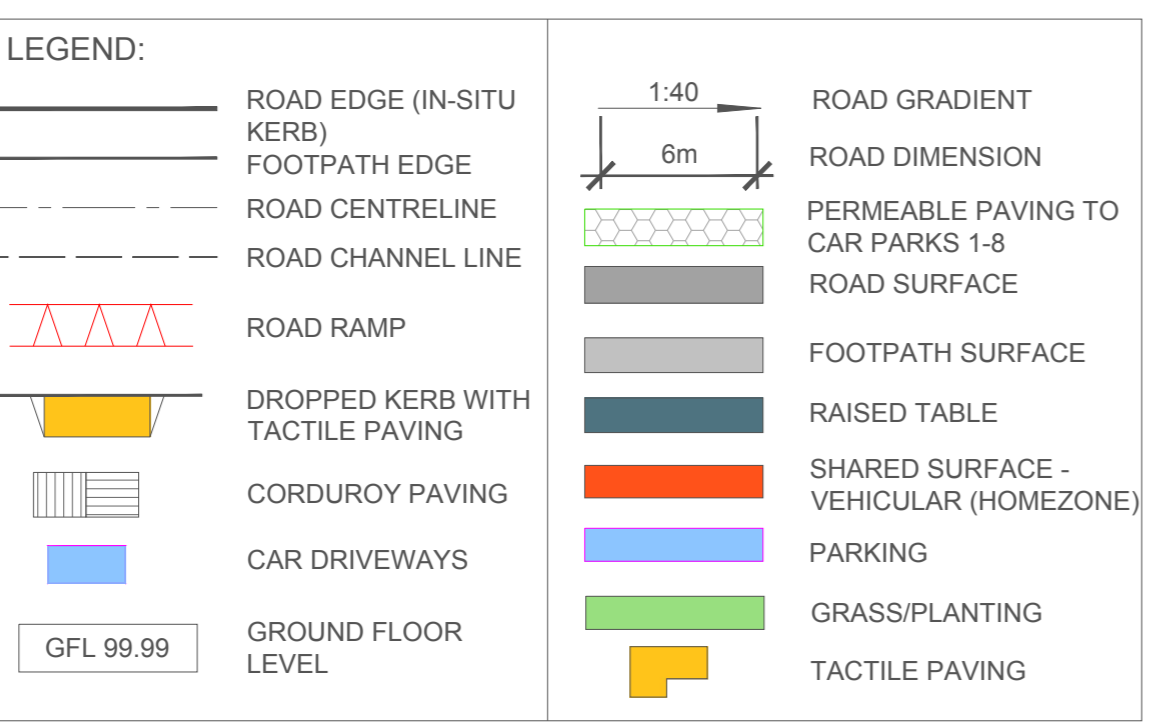 LEGEND:
ROAD EDGE (IN-SITU
KERB)
FOOTPATH EDGE
ROAD CENTRELINE
ROAD CHANNEL LINE
ROAD RAMP
DROPPED KERB WITH
TACTILE PAVING
CORDUROY PAVING
CAR DRIVEWAYS
GFL 99.99
GROUND FLOOR
LEVEL
1:40
ROAD GRADIENT
6m
ROAD DIMENSION
PERMEABLE PAVING TO
CAR PARKS 1-8
ROAD SURFACE
FOOTPATH SURFACE
RAISED TABLE
SHARED SURFACE -
VEHICULAR (HOMEZONE)
PARKING
GRASS/PLANTING
TACTILE PAVING